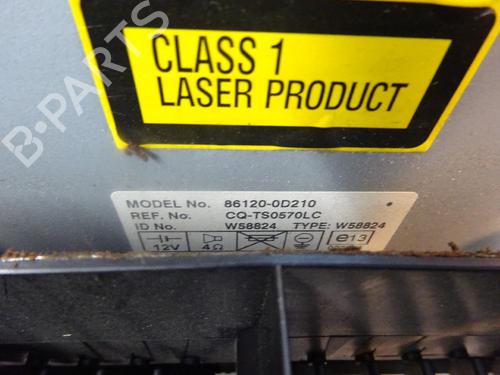 CLASS 1
LASER PRODUCT
B-PARTS
MODEL No. 86120-0D210
REF. No. CQ-TS0570LC
ID No. W58824 TYPE: W58824
12V 4Ω e13